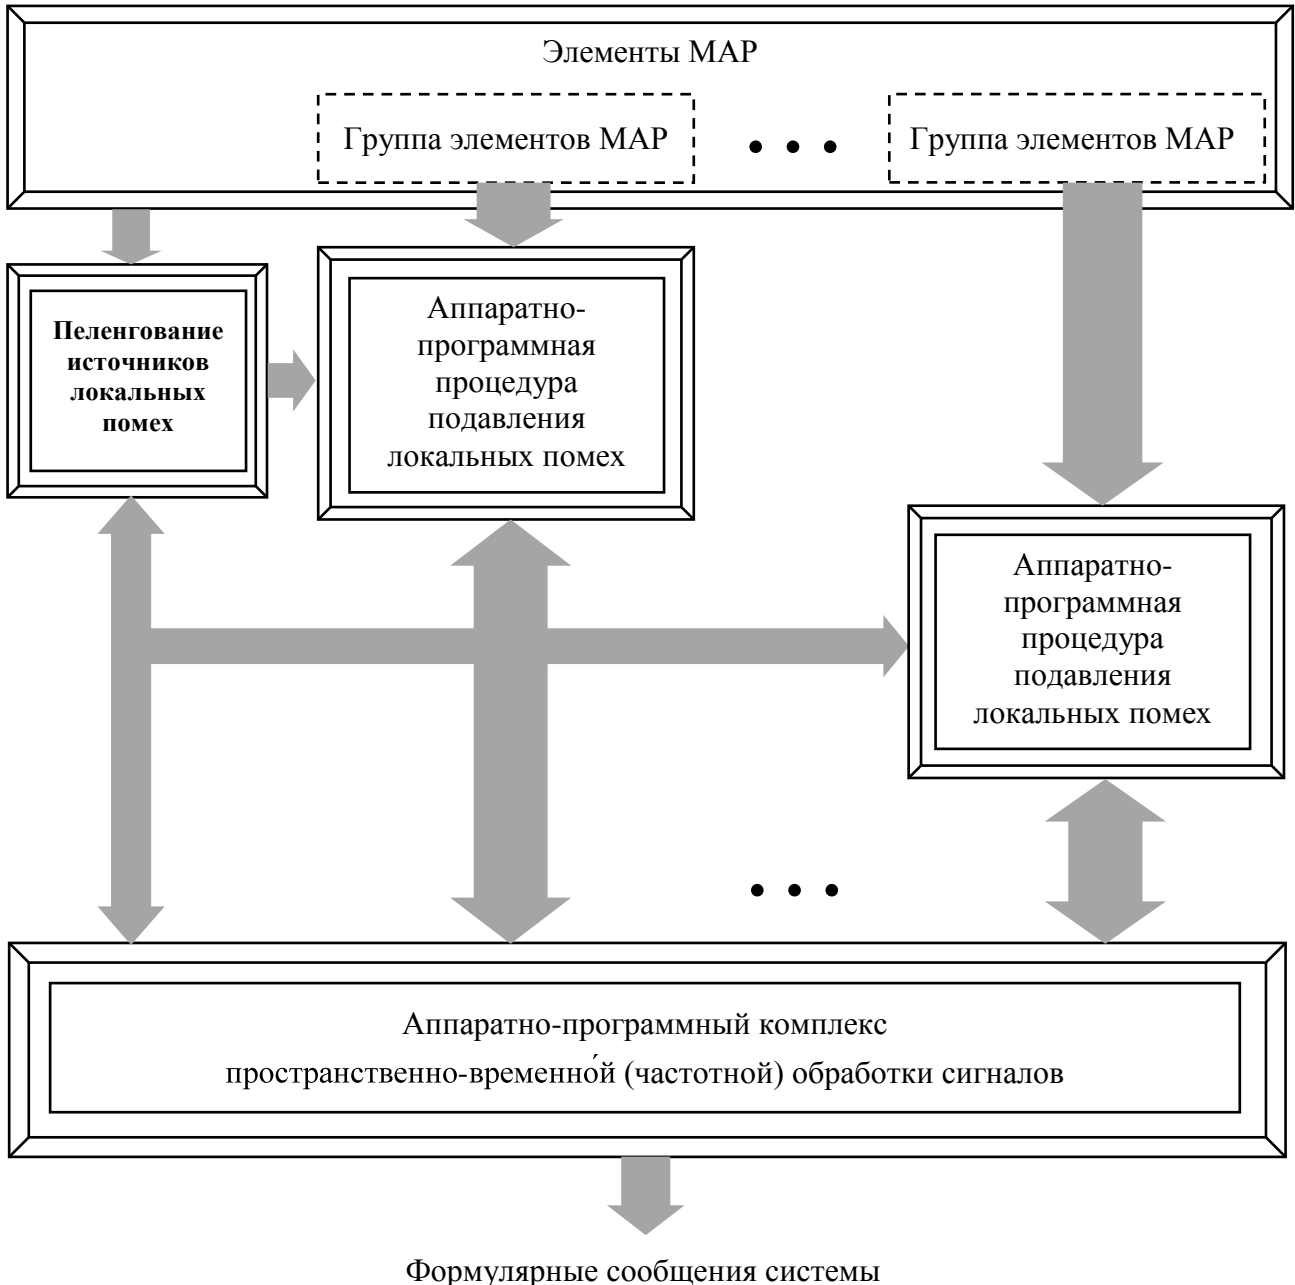 Элементы МАР
Группа элементов МАР
• • •
Группа элементов МАР
Пеленгование
источников
локальных
помех
Аппаратно-
программная
процедура
подавления
локальных помех
Аппаратно-
программная
процедура
подавления
локальных помех
• • •
Аппаратно-программный комплекс
пространственно-временно́й (частотной) обработки сигналов
Формулярные сообщения системы